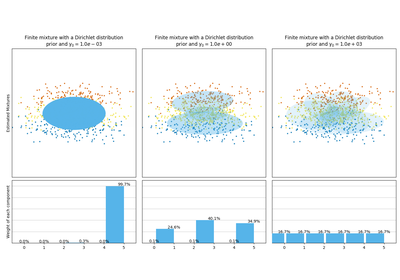 Finite mixture with a Dirichlet distribution
prior and γ₀ = 1.0e − 03
Finite mixture with a Dirichlet distribution
prior and γ₀ = 1.0e + 00
Finite mixture with a Dirichlet distribution
prior and γ₀ = 1.0e + 03
Estimated Mixtures
Weight of each component
99.7%
0.0% 0.0% 0.0% 0.0%
0 1 2 3 4 5
24.8% 40.1% 34.9%
0.1% 0.1%
0 1 2 3 4 5
16.7% 16.7% 16.7% 16.7% 16.7% 16.7%
0 1 2 3 4 5